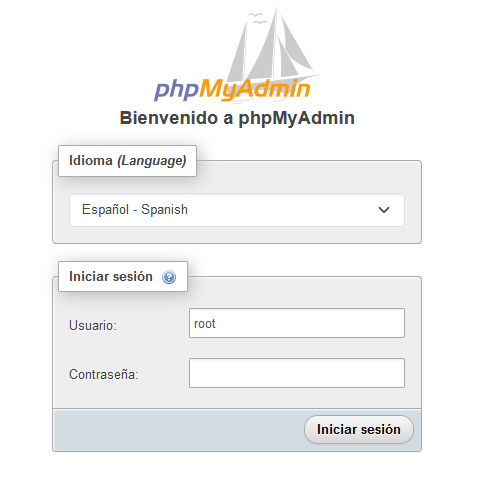 phpMyAdmin
Bienvenido a phpMyAdmin
Idioma (Language)
Español - Spanish
Iniciar sesión
Usuario:
root
Contraseña:
Iniciar sesión